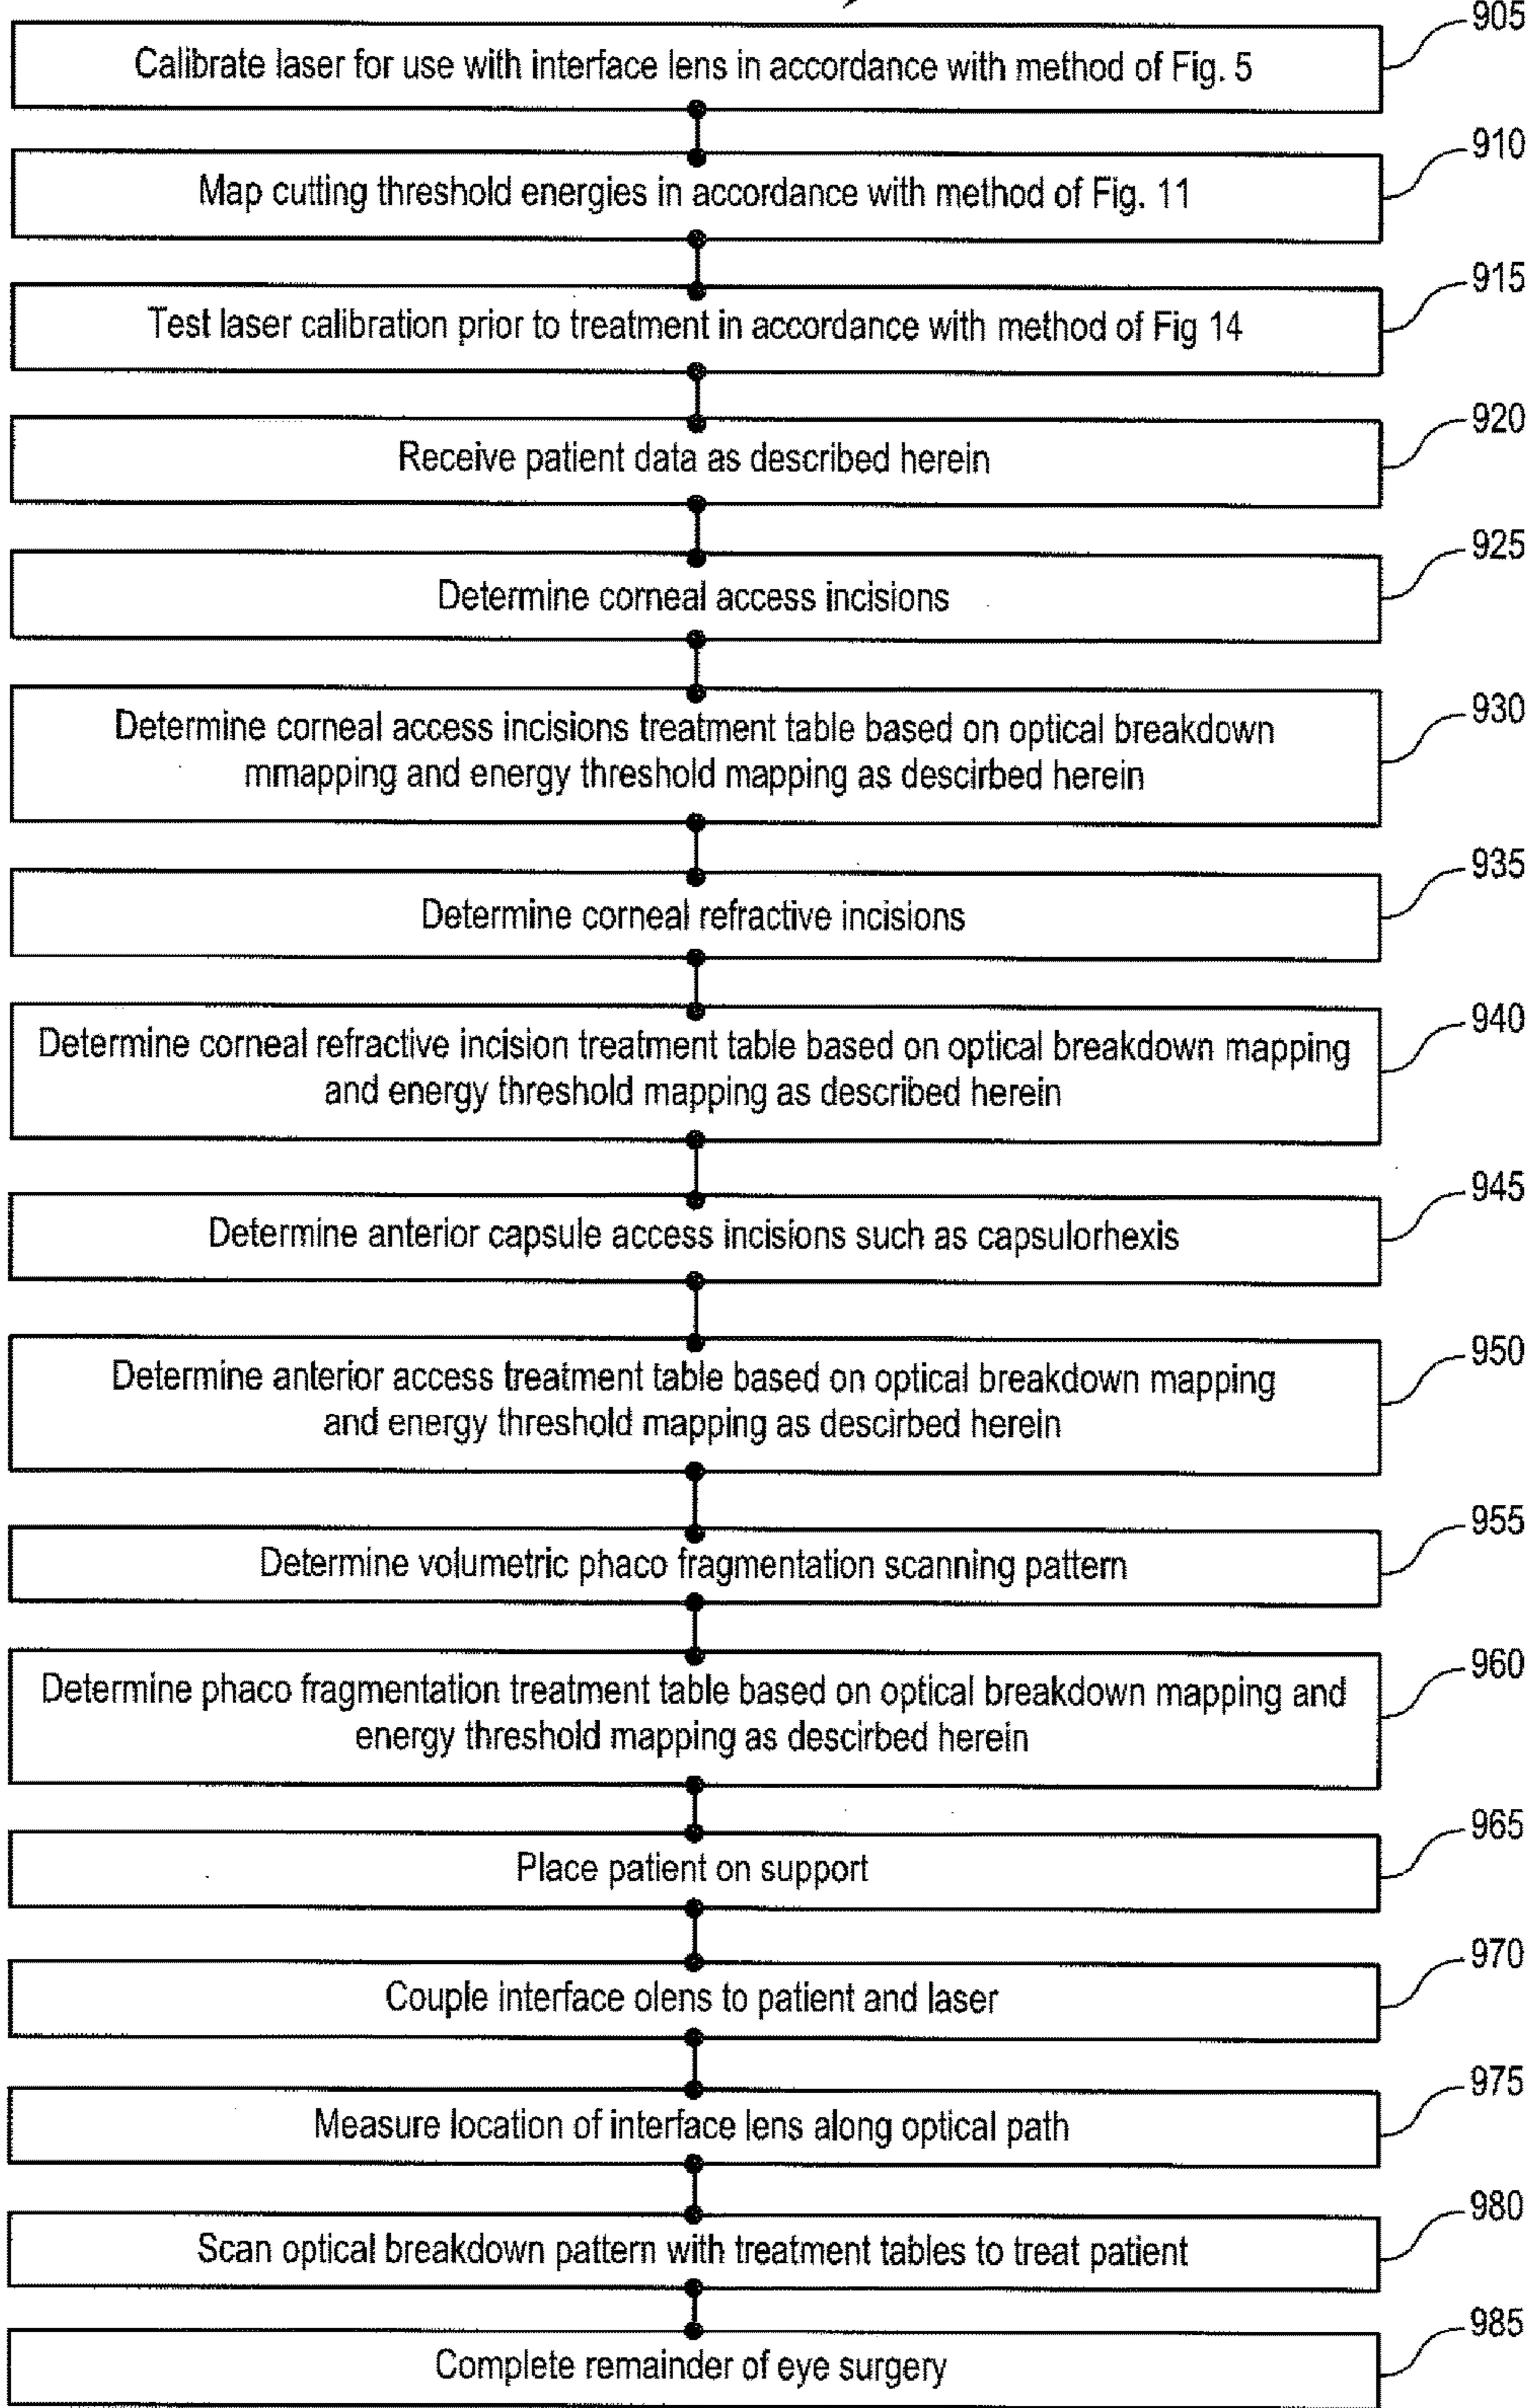 905
Calibrate laser for use with interface lens in accordance with method of Fig. 5
910
Map cutting threshold energies in accordance with method of Fig. 11
915
Test laser calibration prior to treatment in accordance with method of Fig 14
920
Receive patient data as described herein
925
Determine corneal access incisions
930
Determine corneal access incisions treatment table based on optical breakdown
mmapping and energy threshold mapping as descirbed herein
935
Determine corneal refractive incisions
940
Determine corneal refractive incision treatment table based on optical breakdown mapping
and energy threshold mapping as described herein
945
Determine anterior capsule access incisions such as capsulorhexis
950
Determine anterior access treatment table based on optical breakdown mapping
and energy threshold mapping as descirbed herein
955
Determine volumetric phaco fragmentation scanning pattern
960
Determine phaco fragmentation treatment table based on optical breakdown mapping and
energy threshold mapping as descirbed herein
965
Place patient on support
970
Couple interface olens to patient and laser
975
Measure location of interface lens along optical path
980
Scan optical breakdown pattern with treatment tables to treat patient
985
Complete remainder of eye surgery